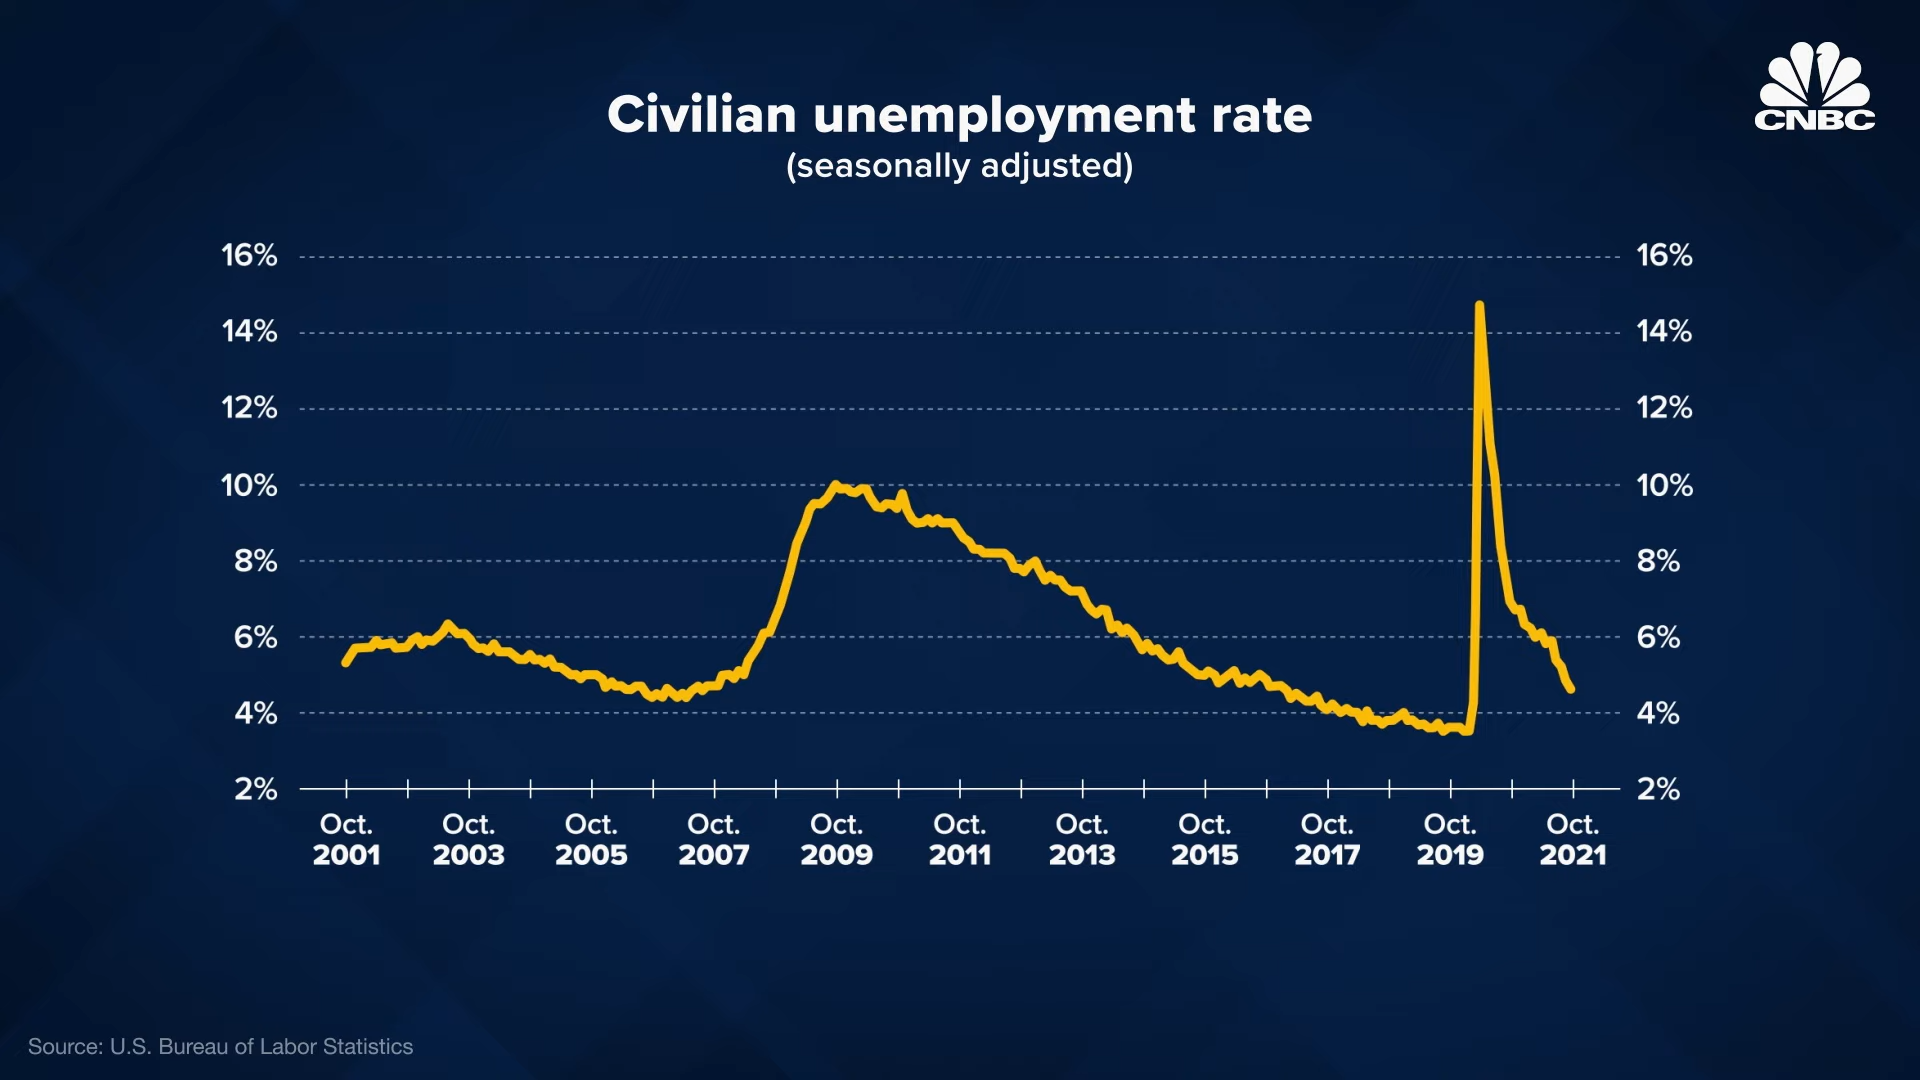 CNBC
Civilian unemployment rate
(seasonally adjusted)
16% 16%
14% 14%
12% 12%
10% 10%
8% 8%
6% 6%
4% 4%
2% 2%
Oct. Oct. Oct. Oct. Oct. Oct. Oct. Oct. Oct. Oct. Oct.
2001 2003 2005 2007 2009 2011 2013 2015 2017 2019 2021
Source: U.S. Bureau of Labor Statistics